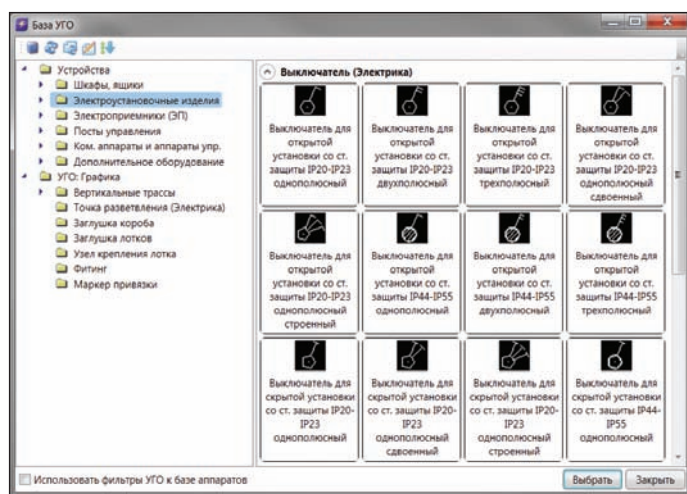 База УГО
Устройства
Шкафы, ящики
Электроустановочные изделия
Электроприемники (ЭП)
Посты управления
Ком. аппараты и аппараты упр.
Дополнительное оборудование
УГО: Графика
Вертикальные трассы
Точка разветвления (Электрика)
Заглушка короба
Заглушка лотков
Узел крепления лотка
Фитинг
Маркер привязки
Выключатель (Электрика)
Выключатель для
открытой
установки со ст.
защиты IP20-IP23
однополюсный
Выключатель для
открытой
установки со ст.
защиты IP20-IP23
двухполюсный
Выключатель для
открытой
установки со ст.
защиты IP20-IP23
трехполюсный
Выключатель для
открытой
установки со ст.
защиты IP20-IP23
однополюсный
сдвоенный
Выключатель для
открытой
установки со ст.
защиты IP20-IP23
однополюсный
строенный
Выключатель для
открытой
установки со ст.
защиты IP44-IP55
однополюсный
Выключатель для
открытой
установки со ст.
защиты IP44-IP55
двухполюсный
Выключатель для
открытой
установки со ст.
защиты IP44-IP55
трехполюсный
Выключатель для
скрытой установки
со ст. защиты IP20-
IP23
однополюсный
Выключатель для
скрытой установки
со ст. защиты IP20-
IP23
однополюсный
сдвоенный
Выключатель для
скрытой установки
со ст. защиты IP20-
IP23
однополюсный
строенный
Выключатель для
скрытой установки
со ст. защиты IP44-
IP55
однополюсный
Использовать фильтры УГО к базе аппаратов
Выбрать
Закрыть